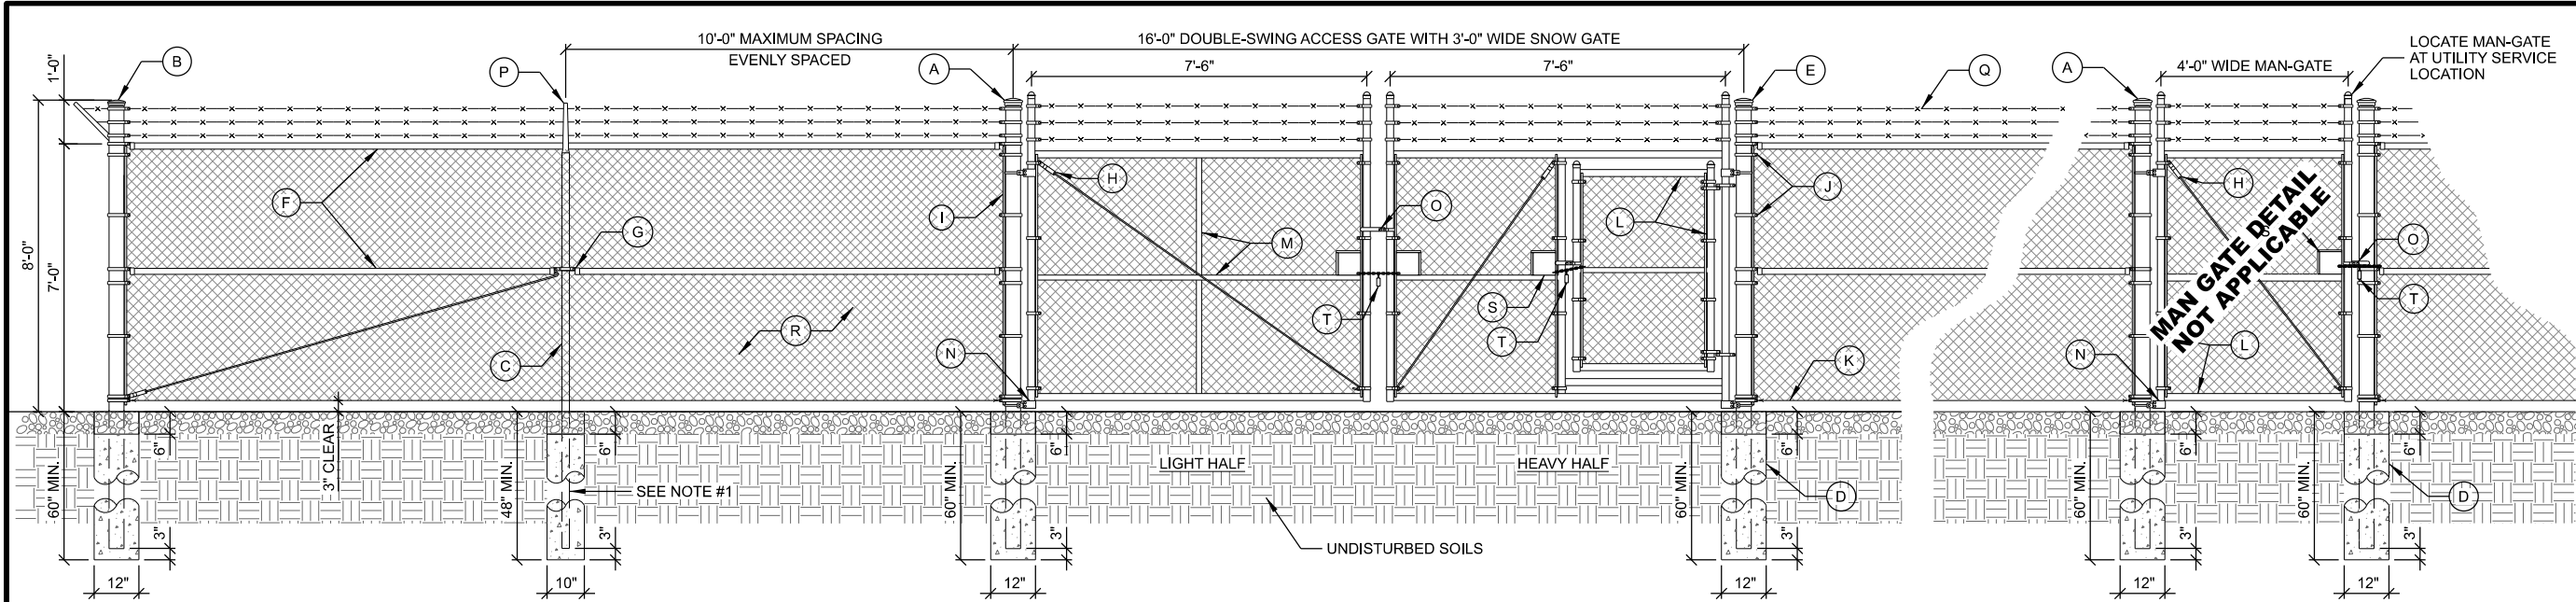 10'-0" MAXIMUM SPACING
EVENLY SPACED
16'-0" DOUBLE-SWING ACCESS GATE WITH 3'-0" WIDE SNOW GATE
LOCATE MAN-GATE
AT UTILITY SERVICE
LOCATION
1'-0"
B
P
A
7'-6"
7'-6"
E
Q
A
4'-0" WIDE MAN-GATE
8'-0"
7'-0"
F
G
I
H
M
O
L
J
H
MAN GATE DETAIL
NOT APPLICABLE
O
C
R
N
T
S
T
K
N
L
T
60" MIN.
6"
3"
12"
3" CLEAR
48" MIN.
6"
3"
10"
SEE NOTE #1
60" MIN.
6"
3"
12"
LIGHT HALF
HEAVY HALF
UNDISTURBED SOILS
60" MIN.
6"
3"
12"
D
60" MIN.
6"
3"
12"
60" MIN.
6"
3"
12"
D